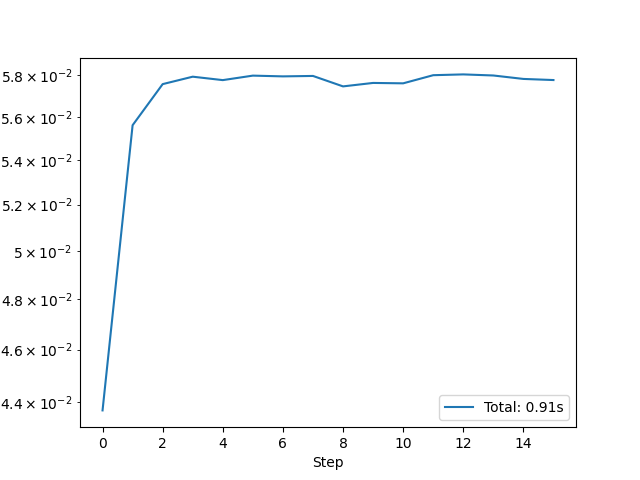 5.8 × 10⁻²
5.6 × 10⁻²
5.4 × 10⁻²
5.2 × 10⁻²
5 × 10⁻²
4.8 × 10⁻²
4.6 × 10⁻²
4.4 × 10⁻²
Total: 0.91s
0 2 4 6 8 10 12 14
Step